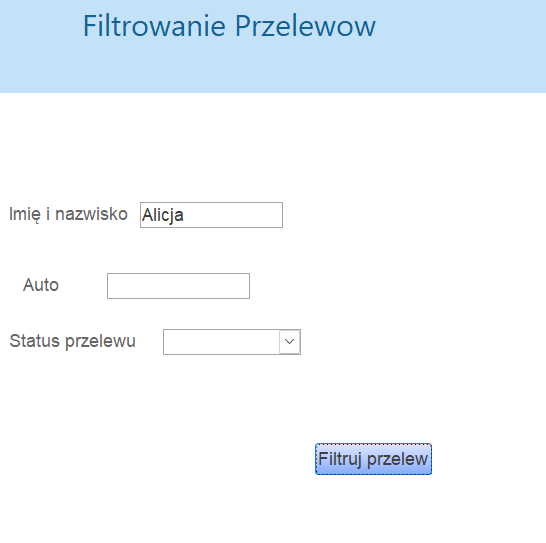 Filtrowanie Przelewow
Imię i nazwisko Alicja
Auto
Status przelewu
Filtruj przelew